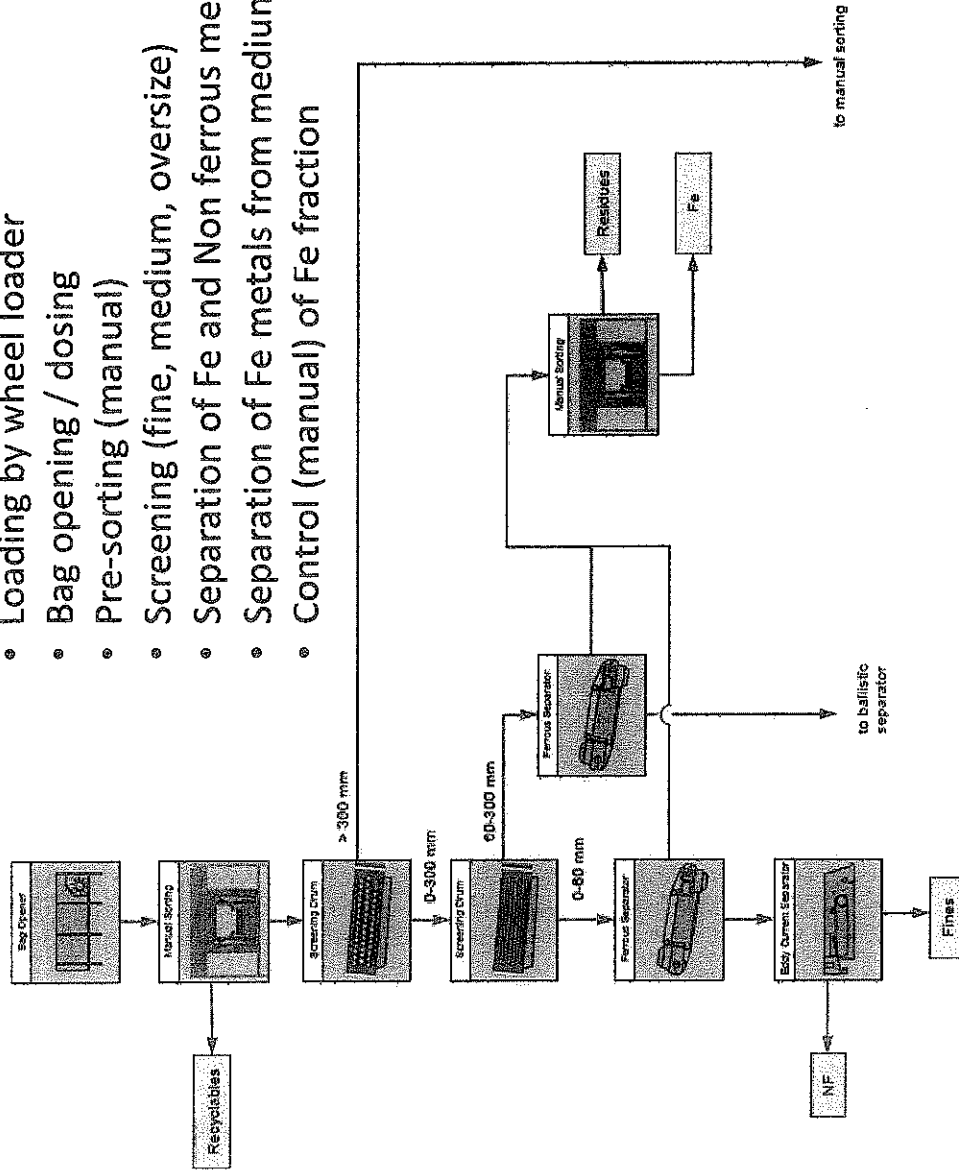 Loading by wheel loader
Bag opening / dosing
Pre-sorting (manual)
Screening (fine, medium, oversize)
Separation of Fe and Non ferrous me
Separation of Fe metals from medium
Control (manual) of Fe fraction
Bag Opener
Manual Sorting
Recyclables
Screening Drum
> 300 mm
0-300 mm
Screening Drum
60-300 mm
0-60 mm
Ferrous Separator
Ferrous Separator
Manual Sorting
Residues
Fe
to manual sorting
to ballistic
separator
Eddy Current Separator
NF
Fines